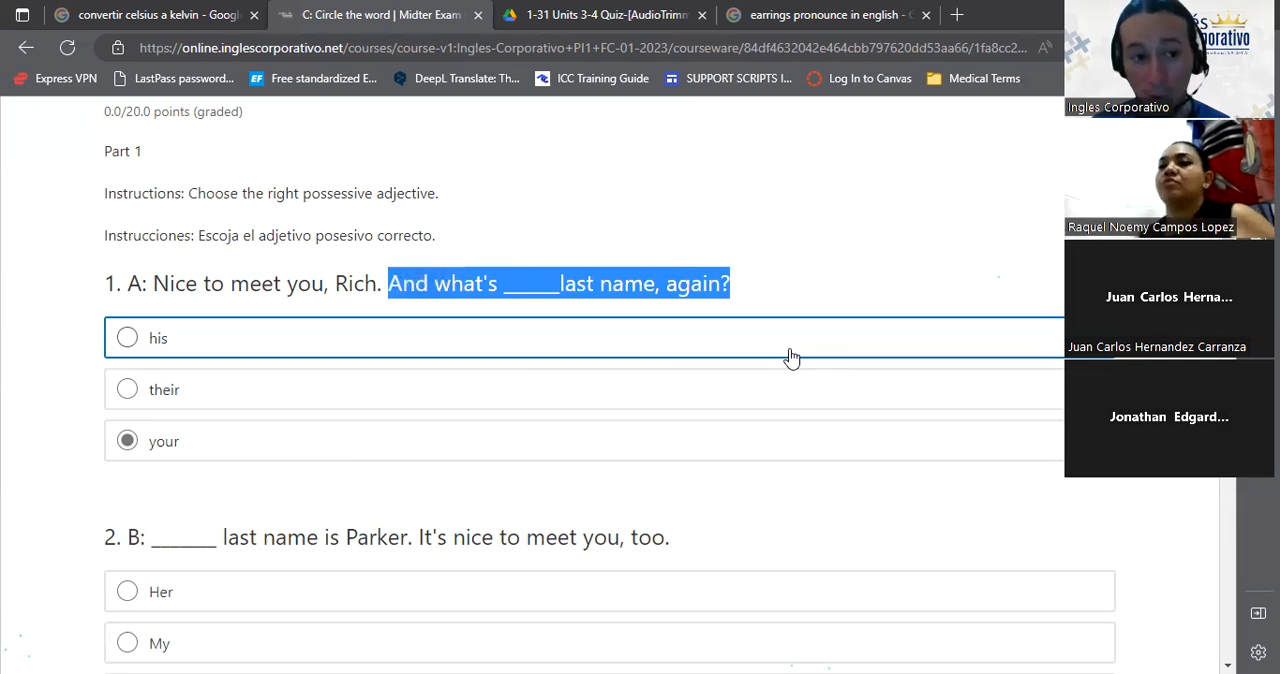 convertir celsius a kelvin - Googl
C: Circle the word | Midter Exam
1-31 Units 3-4 Quiz-[AudioTrimm
earrings pronounce in english - G
https://online.inglescorporativo.net/courses/course-v1:Ingles-Corporativo+PI1+FC-01-2023/courseware/84df4632042e464cbb797620dd53aa66/1fa8cc2...
Express VPN
LastPass password...
Free standardized E...
DeepL Translate: Th...
ICC Training Guide
SUPPORT SCRIPTS I...
Log In to Canvas
Medical Terms
0.0/20.0 points (graded)
Part 1
Instructions: Choose the right possessive adjective.
Instrucciones: Escoja el adjetivo posesivo correcto.
1. A: Nice to meet you, Rich. And what's ______last name, again?
his
their
your
2. B: _______ last name is Parker. It's nice to meet you, too.
Her
My
Ingles Corporativo
Raquel Noemy Campos Lopez
Juan Carlos Herna...
Juan Carlos Hernandez Carranza
Jonathan Edgard...